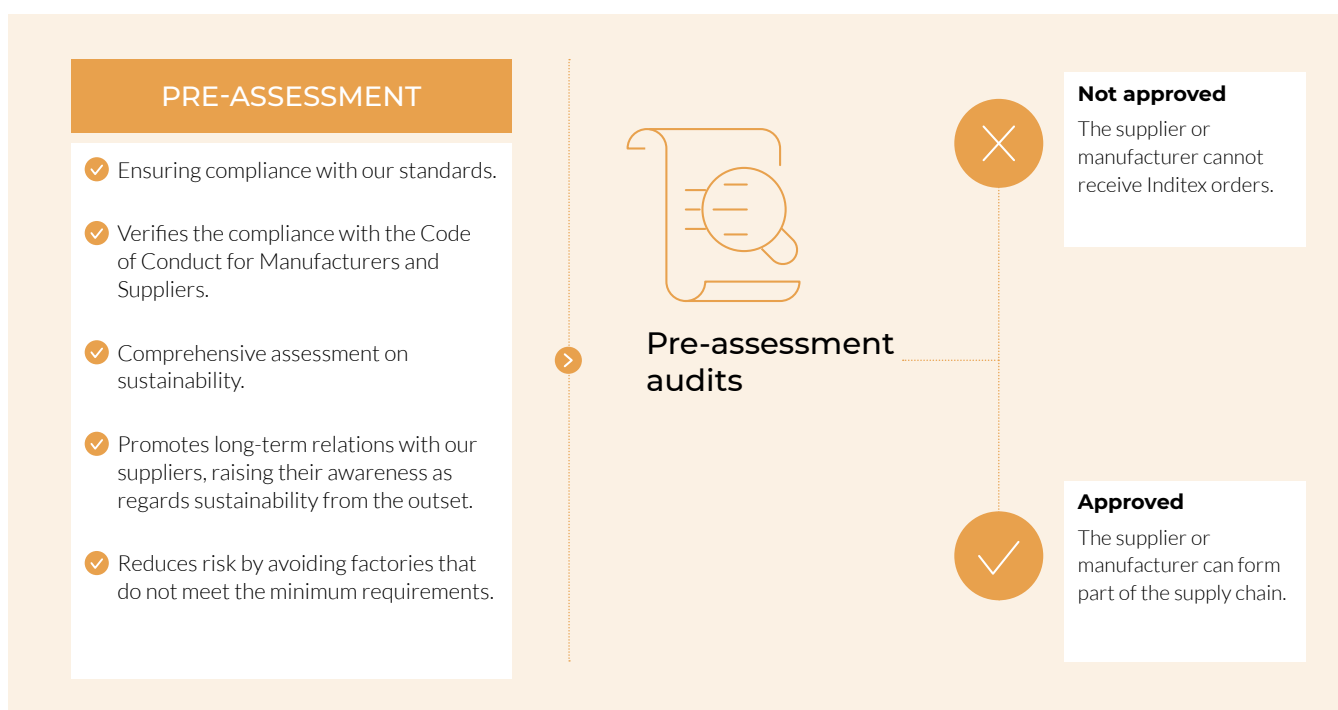 PRE-ASSESSMENT
Ensuring compliance with our standards.
Verifies the compliance with the Code
of Conduct for Manufacturers and
Suppliers.
Comprehensive assessment on
sustainability.
Promotes long-term relations with our
suppliers, raising their awareness as
regards sustainability from the outset.
Reduces risk by avoiding factories that
do not meet the minimum requirements.
Pre-assessment
audits
Not approved
The supplier or
manufacturer cannot
receive Inditex orders.
Approved
The supplier or
manufacturer can form
part of the supply chain.